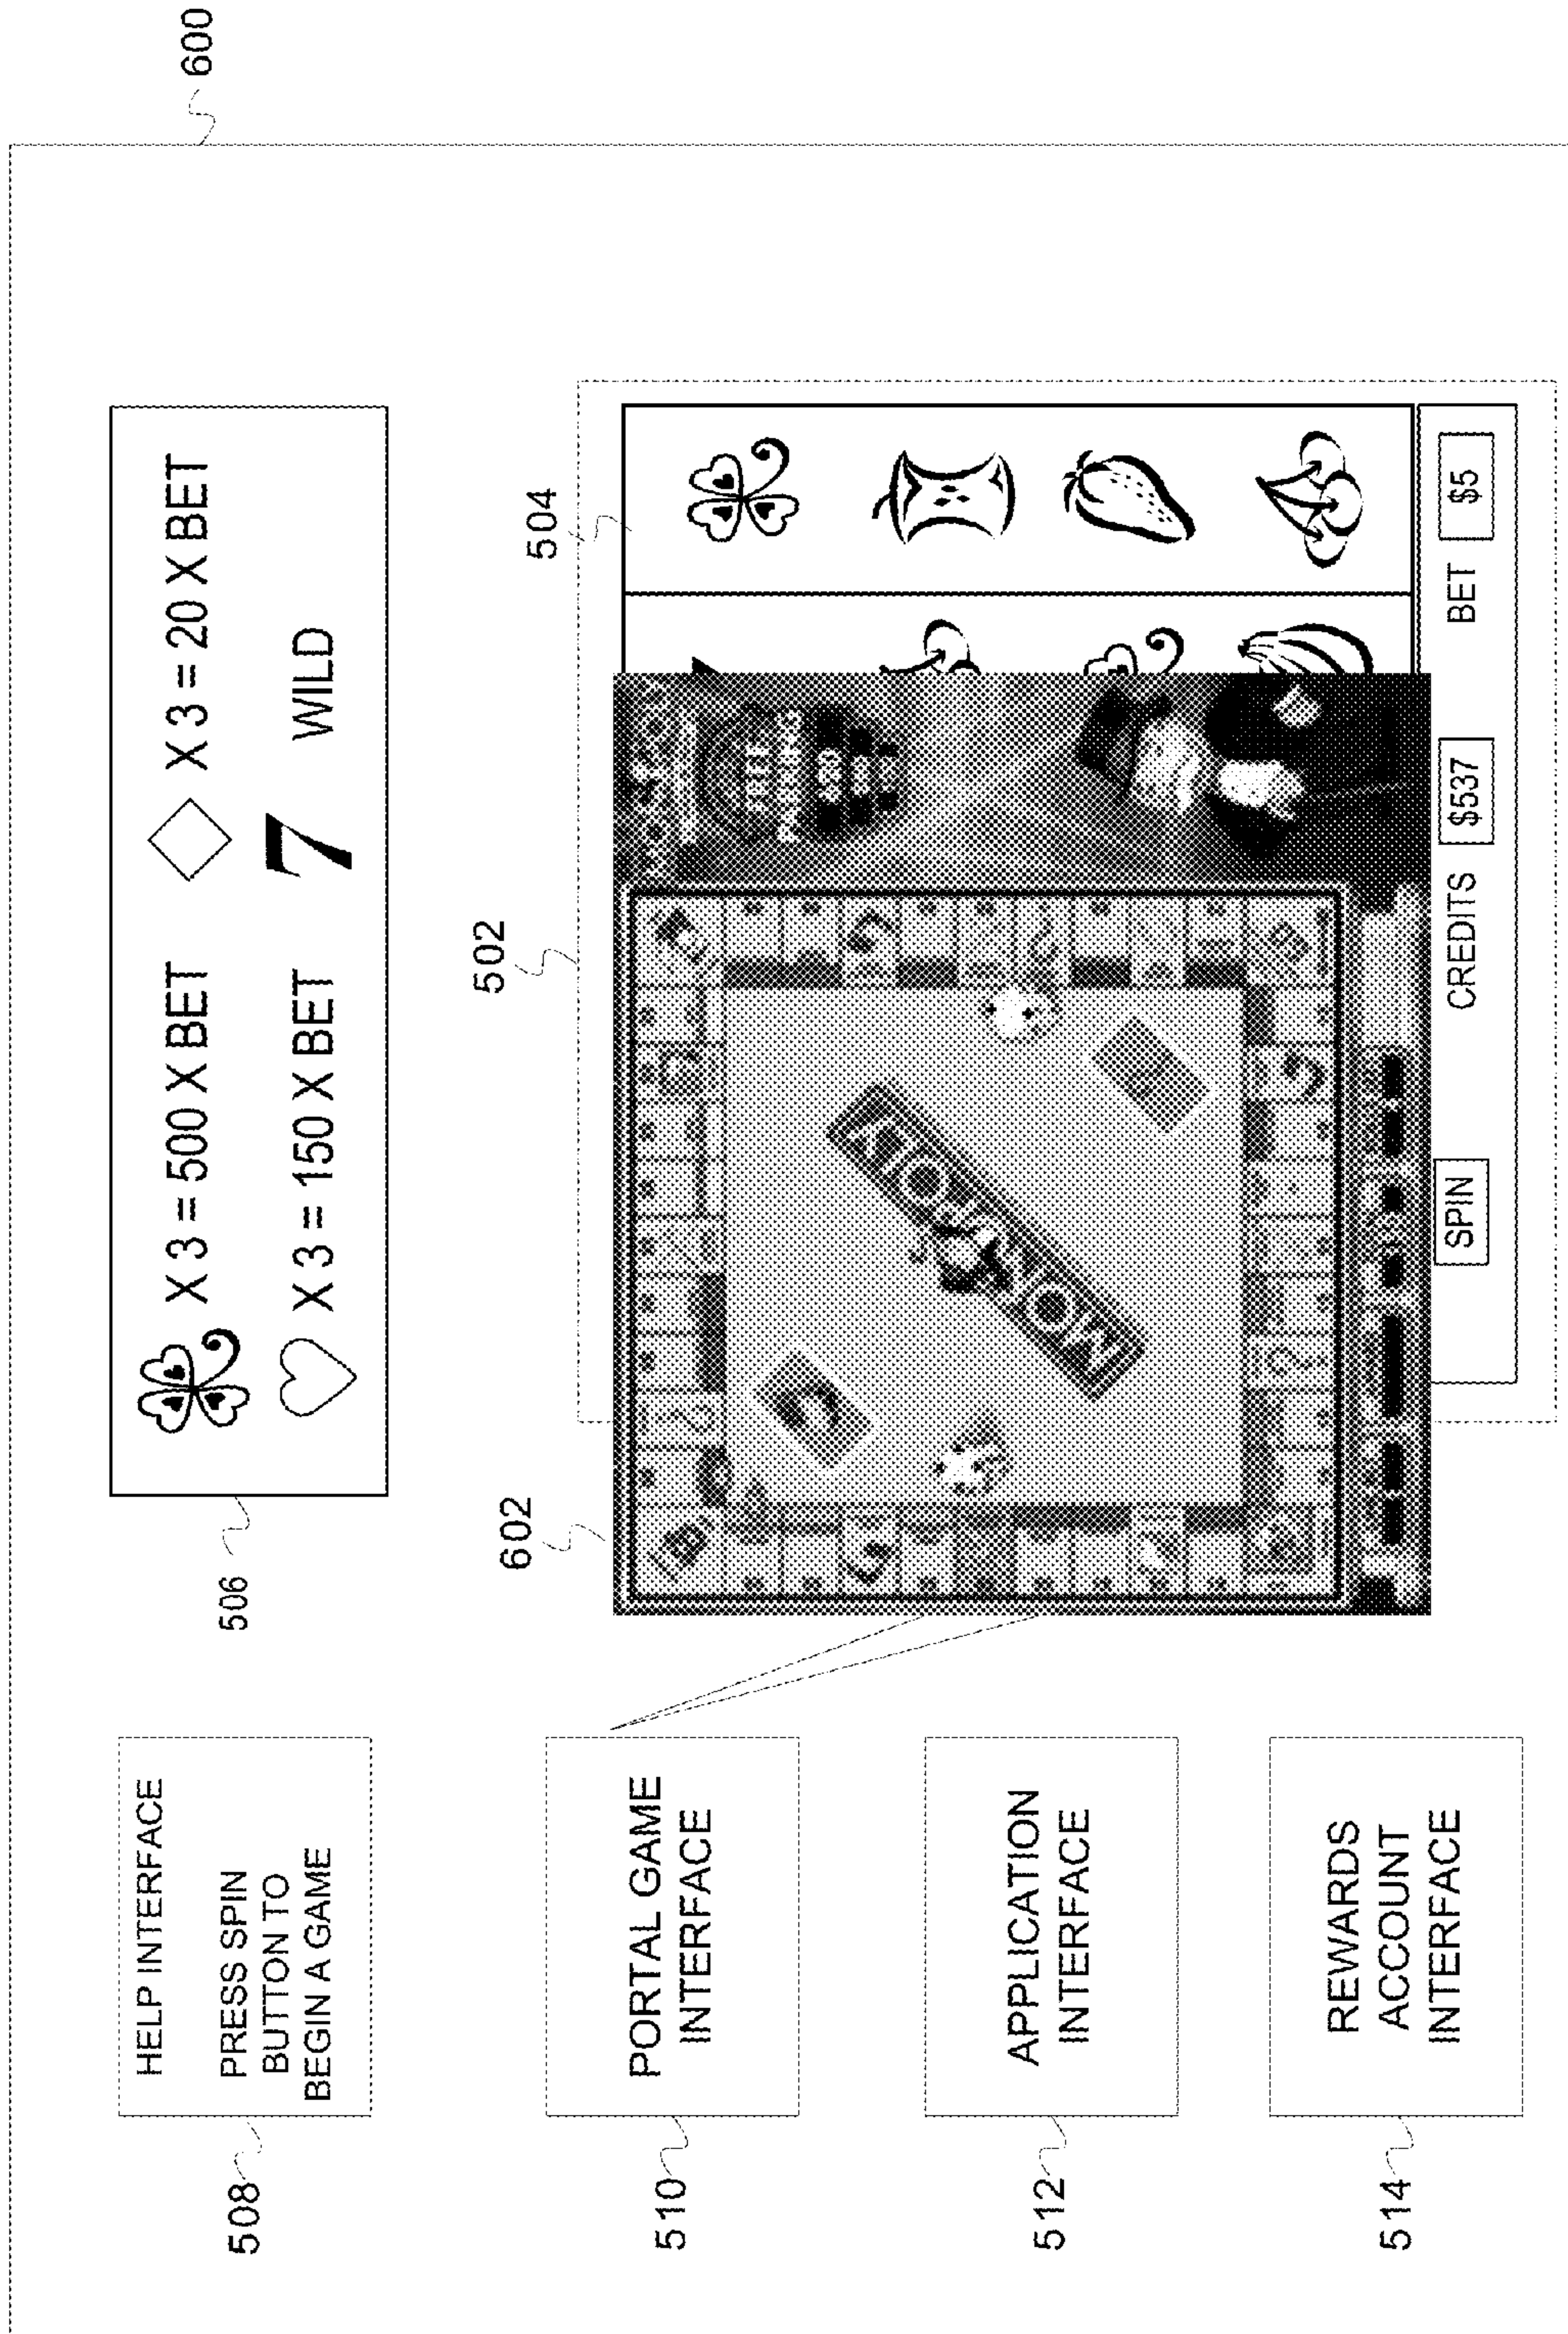 600
X 3 = 500 X BET
X 3 = 20 X BET
X 3 = 150 X BET
7
WILD
506
508
HELP INTERFACE
PRESS SPIN
BUTTON TO
BEGIN A GAME
602
502
504
MONOPOLY
510
PORTAL GAME
INTERFACE
512
APPLICATION
INTERFACE
514
REWARDS
ACCOUNT
INTERFACE
SPIN
CREDITS
$537
BET
$5